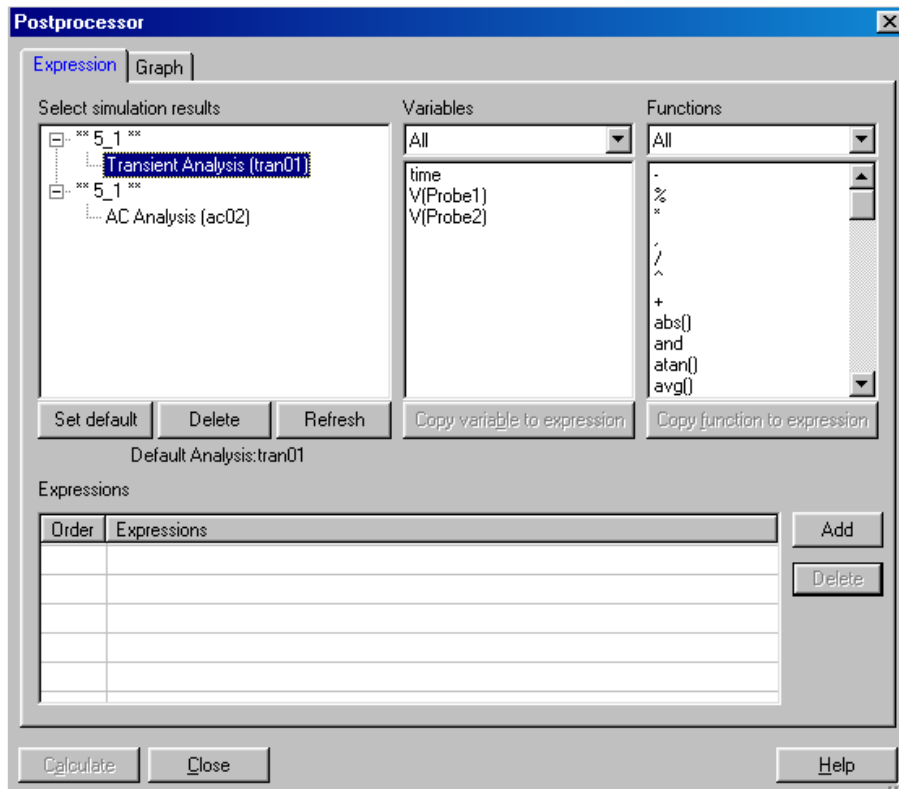 Postprocessor
Expression Graph
Select simulation results Variables Functions
** 5_1 ** All All
Transient Analysis (tran01) time -
** 5_1 ** V(Probe1) %
AC Analysis (ac02) V(Probe2) *
,
/
^
+
abs()
and
atan()
avg()
Set default Delete Refresh Copy variable to expression Copy function to expression
Default Analysis:tran01
Expressions
Order Expressions Add
Delete
Calculate Close Help